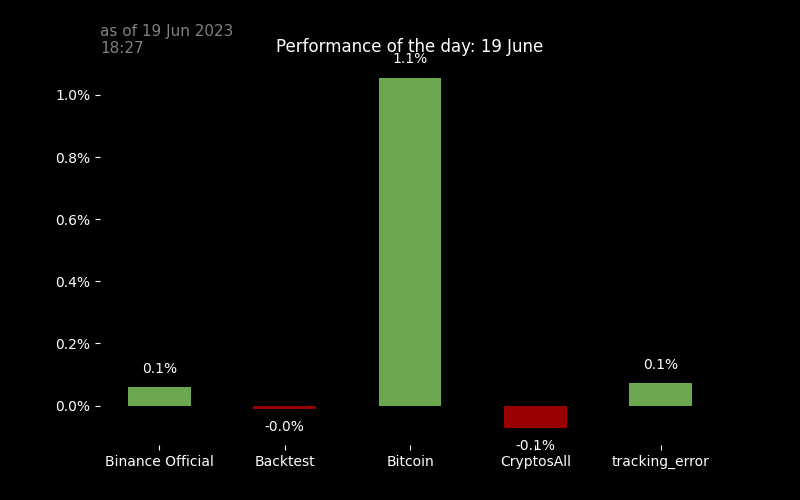 as of 19 Jun 2023
18:27
Performance of the day: 19 June
1.1%
1.0%
0.8%
0.6%
0.4%
0.2%
0.0%
0.1%
-0.0%
-0.1%
0.1%
Binance Official
Backtest
Bitcoin
CryptosAll
tracking_error